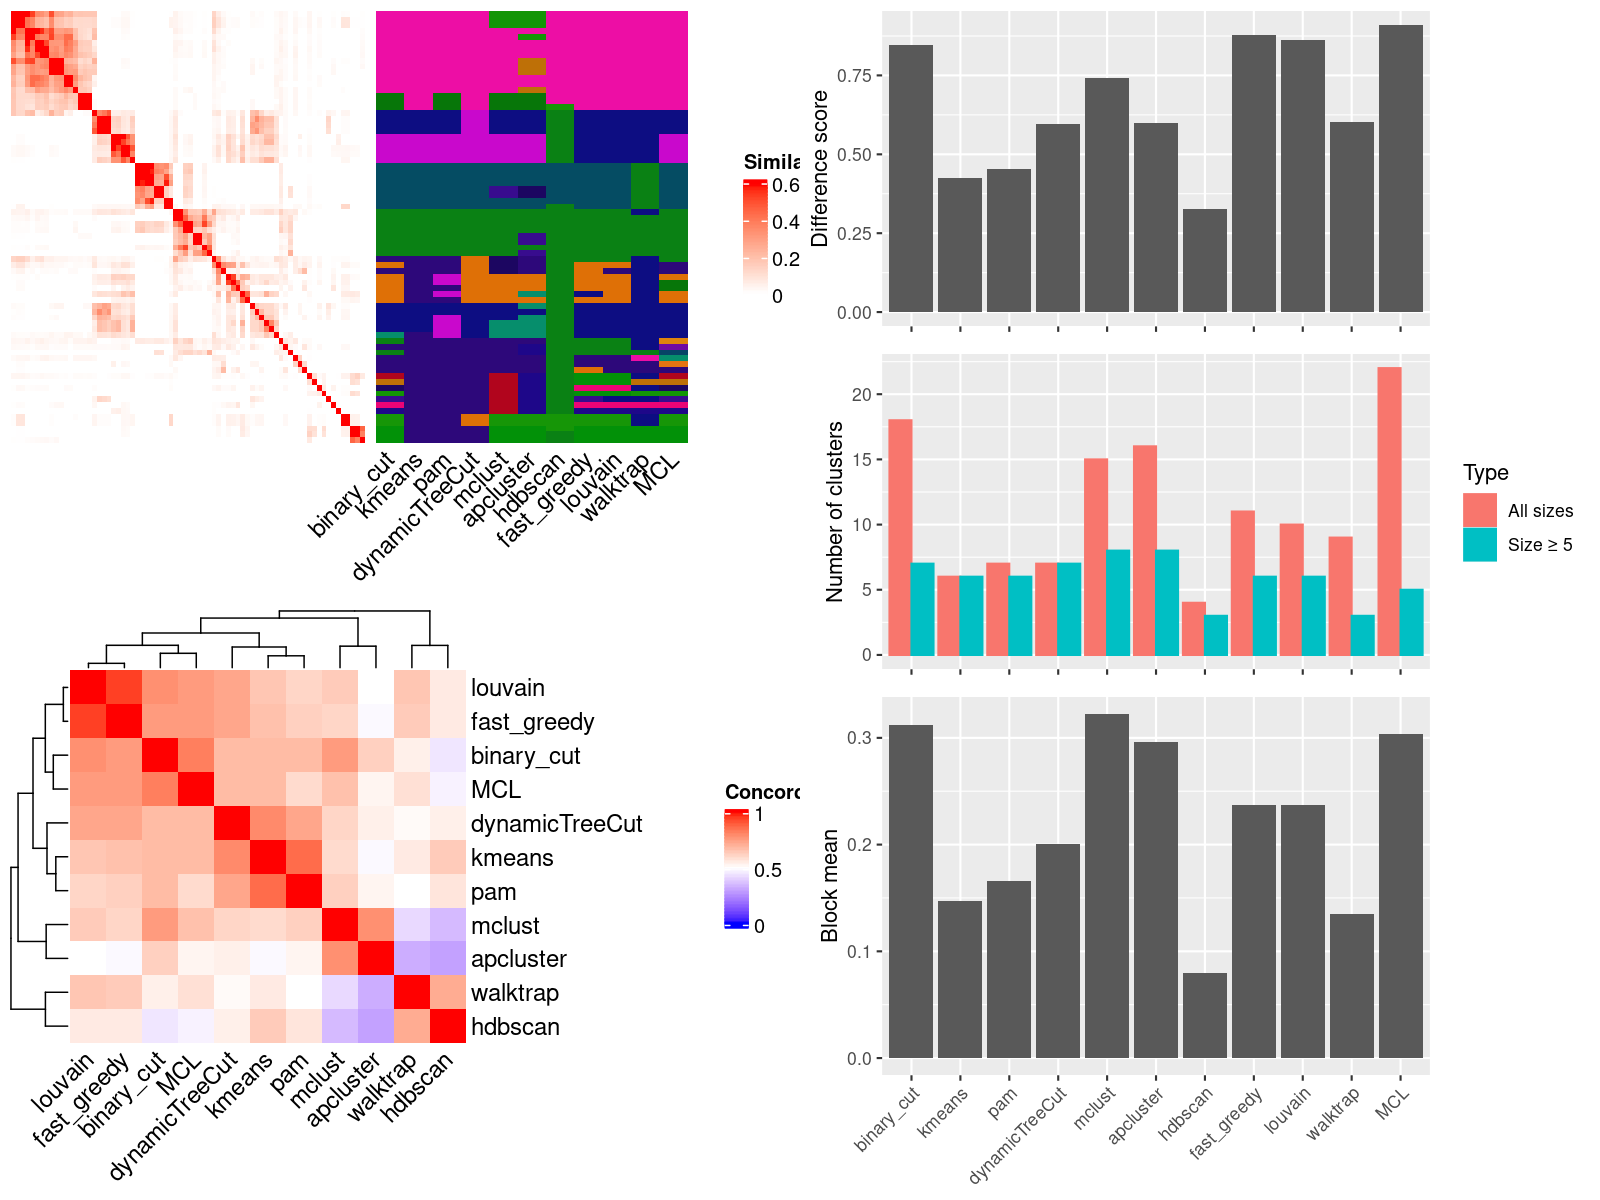 Simila
0.6
0.4
0.2
0
binary_cut
kmeans
pam
dynamicTreeCut
mclust
apcluster
hdbscan
fast_greedy
louvain
walktrap
MCL
louvain
fast_greedy
binary_cut
MCL
dynamicTreeCut
kmeans
pam
mclust
apcluster
walktrap
hdbscan
louvain
fast_greedy
binary_cut
MCL
dynamicTreeCut
kmeans
pam
mclust
apcluster
walktrap
hdbscan
Concord
1
0.5
0
Difference score
0.75
0.50
0.25
0.00
Number of clusters
20
15
10
5
0
Type
All sizes
Size ≥ 5
Block mean
0.3
0.2
0.1
0.0
binary_cut
kmeans
pam
dynamicTreeCut
mclust
apcluster
hdbscan
fast_greedy
louvain
walktrap
MCL